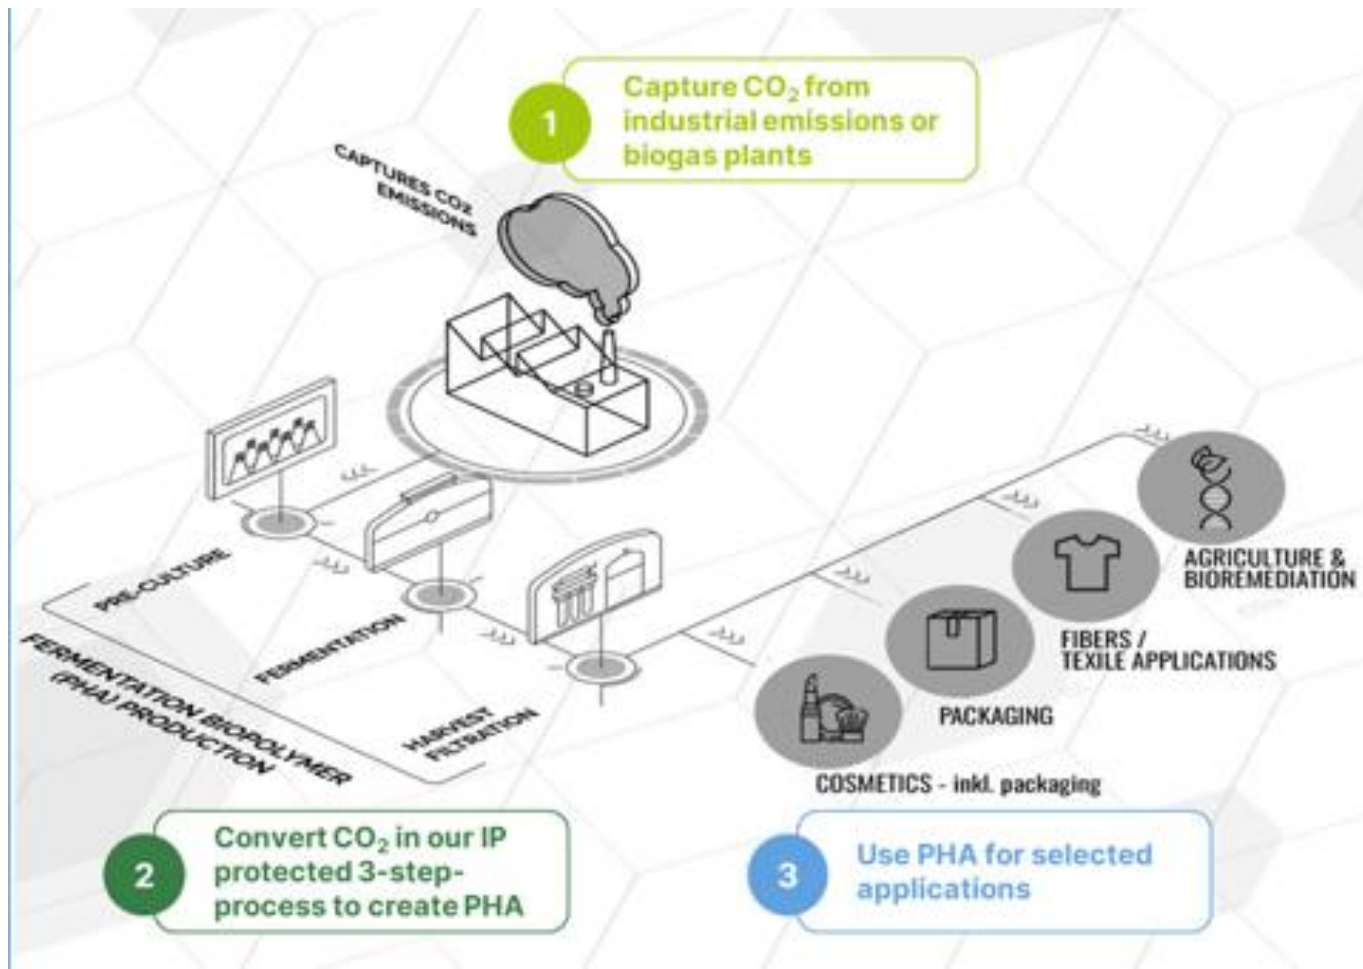 1
Capture CO₂ from
industrial emissions or
biogas plants
CAPTURES CO2
EMISSIONS
PRE-CULTURE
FERMENTATION
HARVEST
FILTRATION
FERMENTATION BIOPOLYMER
(PHA) PRODUCTION
AGRICULTURE &
BIOREMEDIATION
FIBERS /
TEXILE APPLICATIONS
PACKAGING
COSMETICS - inkl. packaging
2
Convert CO₂ in our IP
protected 3-step-
process to create PHA
3
Use PHA for selected
applications